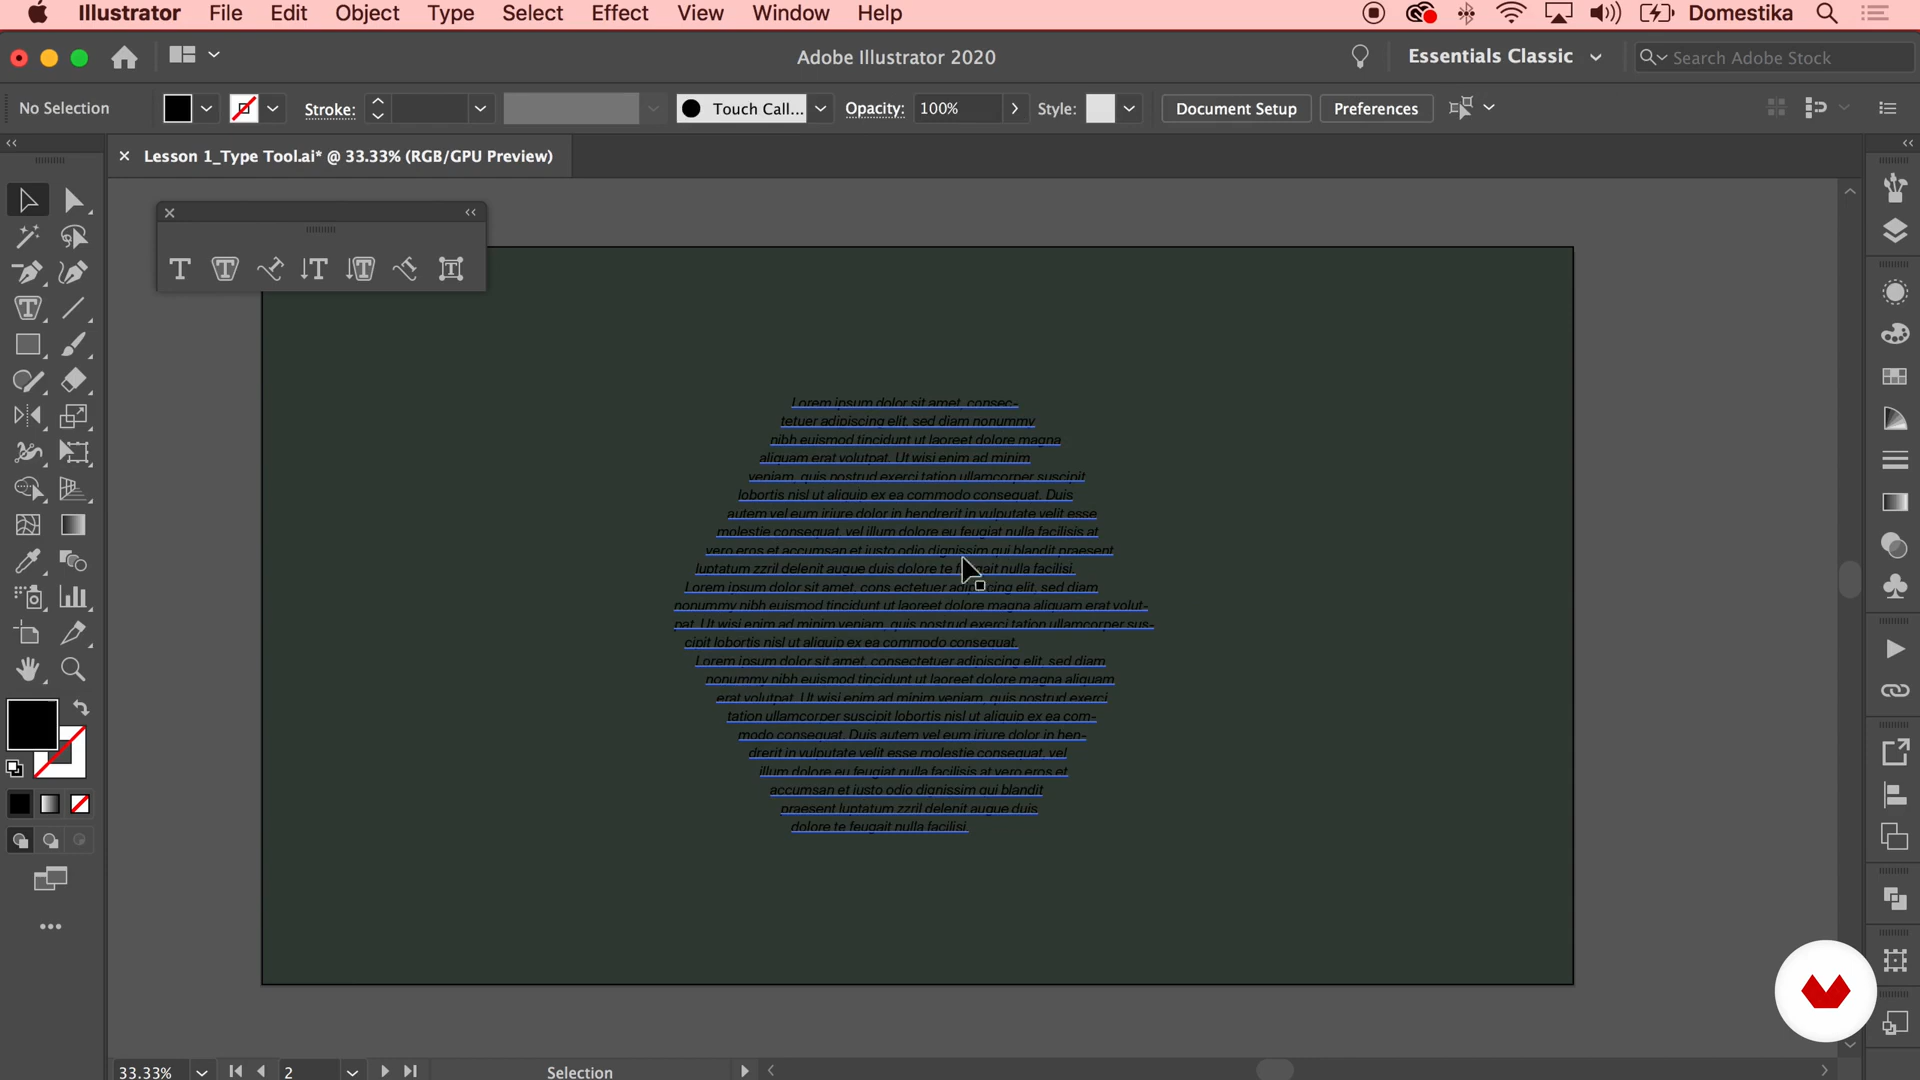 Illustrator File Edit Object Type Select Effect View Window Help Domestika
Adobe Illustrator 2020 Essentials Classic Search Adobe Stock
No Selection Stroke: Touch Call... Opacity: 100% Style: Document Setup Preferences
Lesson 1_Type Tool.ai* @ 33.33% (RGB/GPU Preview)
Lorem ipsum dolor sit amet, consec-
tetuer adipiscing elit, sed diam nonummy
nibh euismod tincidunt ut laoreet dolore magna
aliquam erat volutpat. Ut wisi enim ad minim
veniam, quis nostrud exerci tation ullamcorper suscipit
lobortis nisl ut aliquip ex ea commodo consequat. Duis
autem vel eum iriure dolor in hendrerit in vulputate velit esse
molestie consequat, vel illum dolore eu feugiat nulla facilisis at
vero eros et accumsan et iusto odio dignissim qui blandit praesent
luptatum zzril delenit augue duis dolore te feugait nulla facilisi.
Lorem ipsum dolor sit amet, cons ectetuer adipiscing elit, sed diam
nonummy nibh euismod tincidunt ut laoreet dolore magna aliquam erat volut-
pat. Ut wisi enim ad minim veniam, quis nostrud exerci tation ullamcorper sus-
cipit lobortis nisl ut aliquip ex ea commodo consequat.
Lorem ipsum dolor sit amet, consectetuer adipiscing elit, sed diam
nonummy nibh euismod tincidunt ut laoreet dolore magna aliquam
erat volutpat. Ut wisi enim ad minim veniam, quis nostrud exerci
tation ullamcorper suscipit lobortis nisl ut aliquip ex ea com-
modo consequat. Duis autem vel eum iriure dolor in hen-
drerit in vulputate velit esse molestie consequat, vel
illum dolore eu feugiat nulla facilisis at vero eros et
accumsan et iusto odio dignissim qui blandit
praesent luptatum zzril delenit augue duis
dolore te feugait nulla facilisi.
33.33% 2 Selection